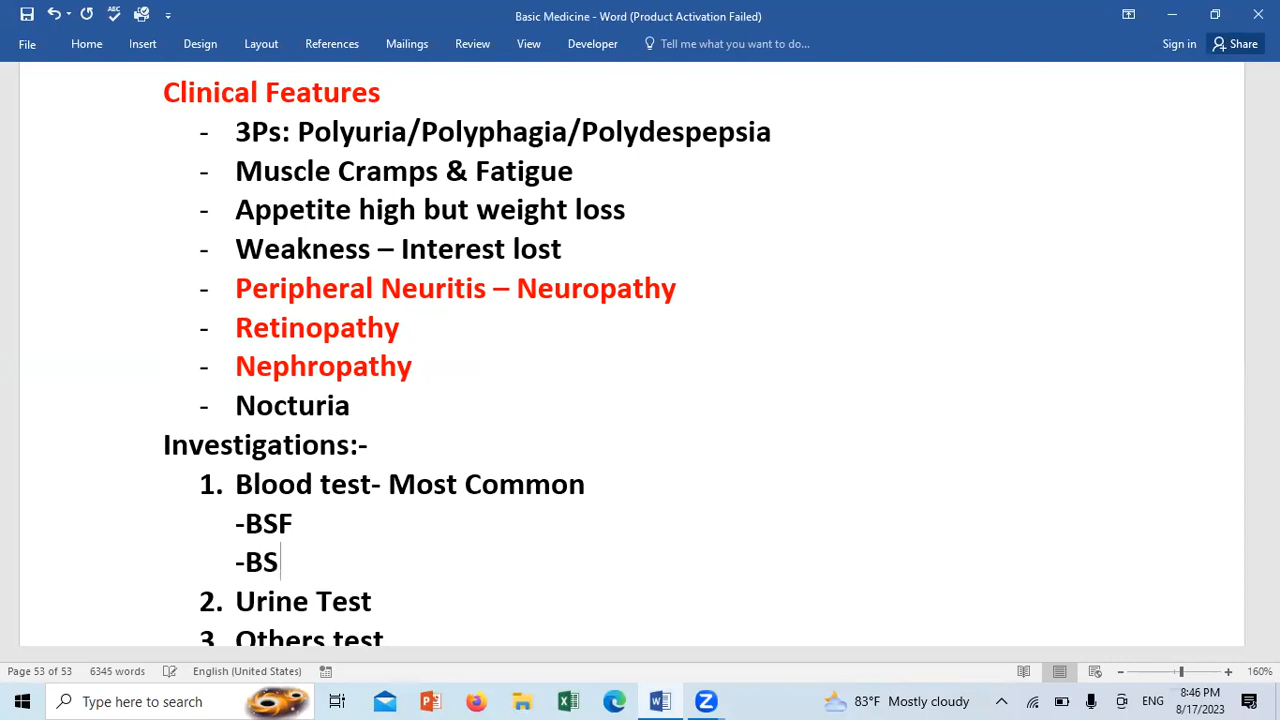 Basic Medicine - Word (Product Activation Failed)
File Home Insert Design Layout References Mailings Review View Developer Tell me what you want to do... Sign in Share
Clinical Features
- 3Ps: Polyuria/Polyphagia/Polydespepsia
- Muscle Cramps & Fatigue
- Appetite high but weight loss
- Weakness – Interest lost
- Peripheral Neuritis – Neuropathy
- Retinopathy
- Nephropathy
- Nocturia
Investigations:-
1. Blood test- Most Common
-BSF
-BS
2. Urine Test
3. Others test
Page 53 of 53 6345 words English (United States) 160%
Type here to search 83°F Mostly cloudy ENG 8:46 PM
8/17/2023